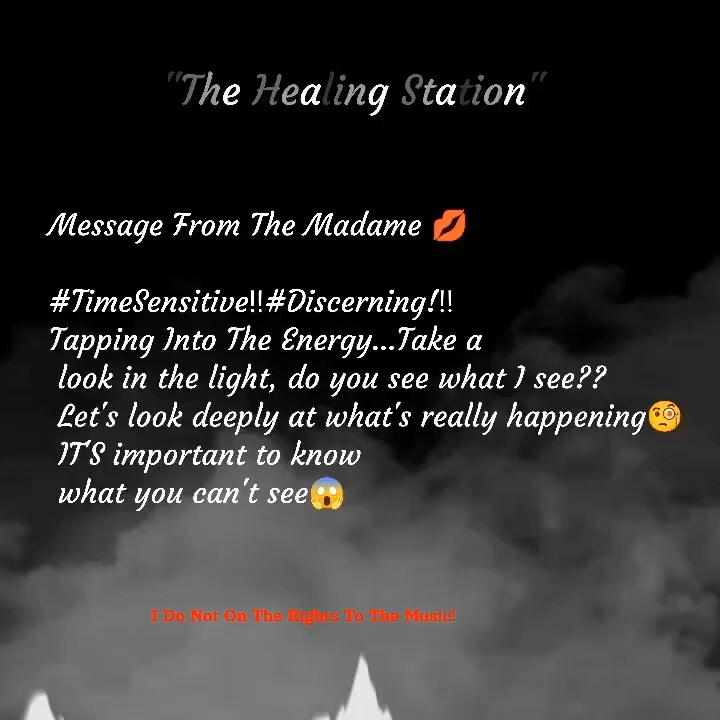 "The Healing Station"
Message From The Madame 💋
#TimeSensitive!!#Discerning!!!
Tapping Into The Energy...Take a
look in the light, do you see what I see??
Let's look deeply at what's really happening🧐
IT'S important to know
what you can't see😱
I Do Not On The Rights To The Music!